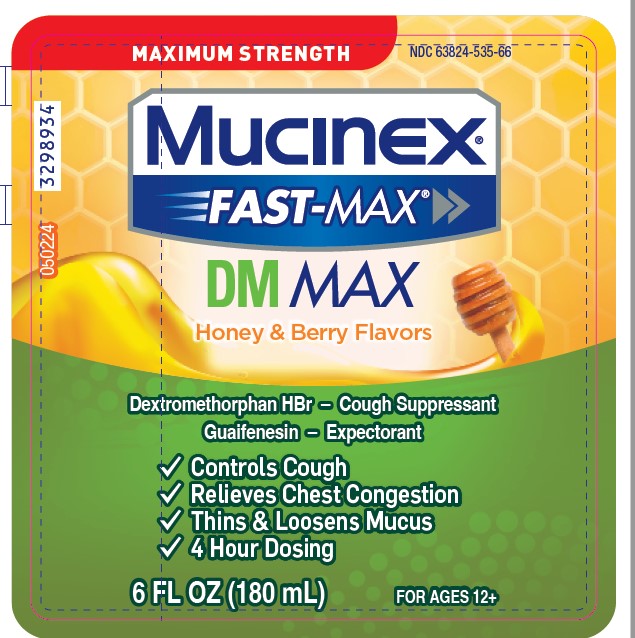 MAXIMUM STRENGTH
NDC 63824-535-66
3298934
060224
Mucinex®
FAST-MAX®
DM MAX
Honey & Berry Flavors
Dextromethorphan HBr – Cough Suppressant
Guaifenesin – Expectorant
✓ Controls Cough
✓ Relieves Chest Congestion
✓ Thins & Loosens Mucus
✓ 4 Hour Dosing
6 FL OZ (180 mL)
FOR AGES 12+